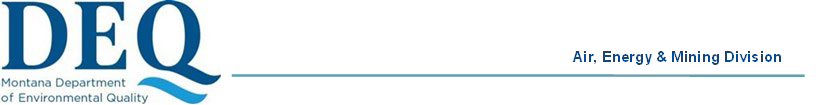 DEQ
Air, Energy & Mining Division
Montana Department
of Environmental Quality